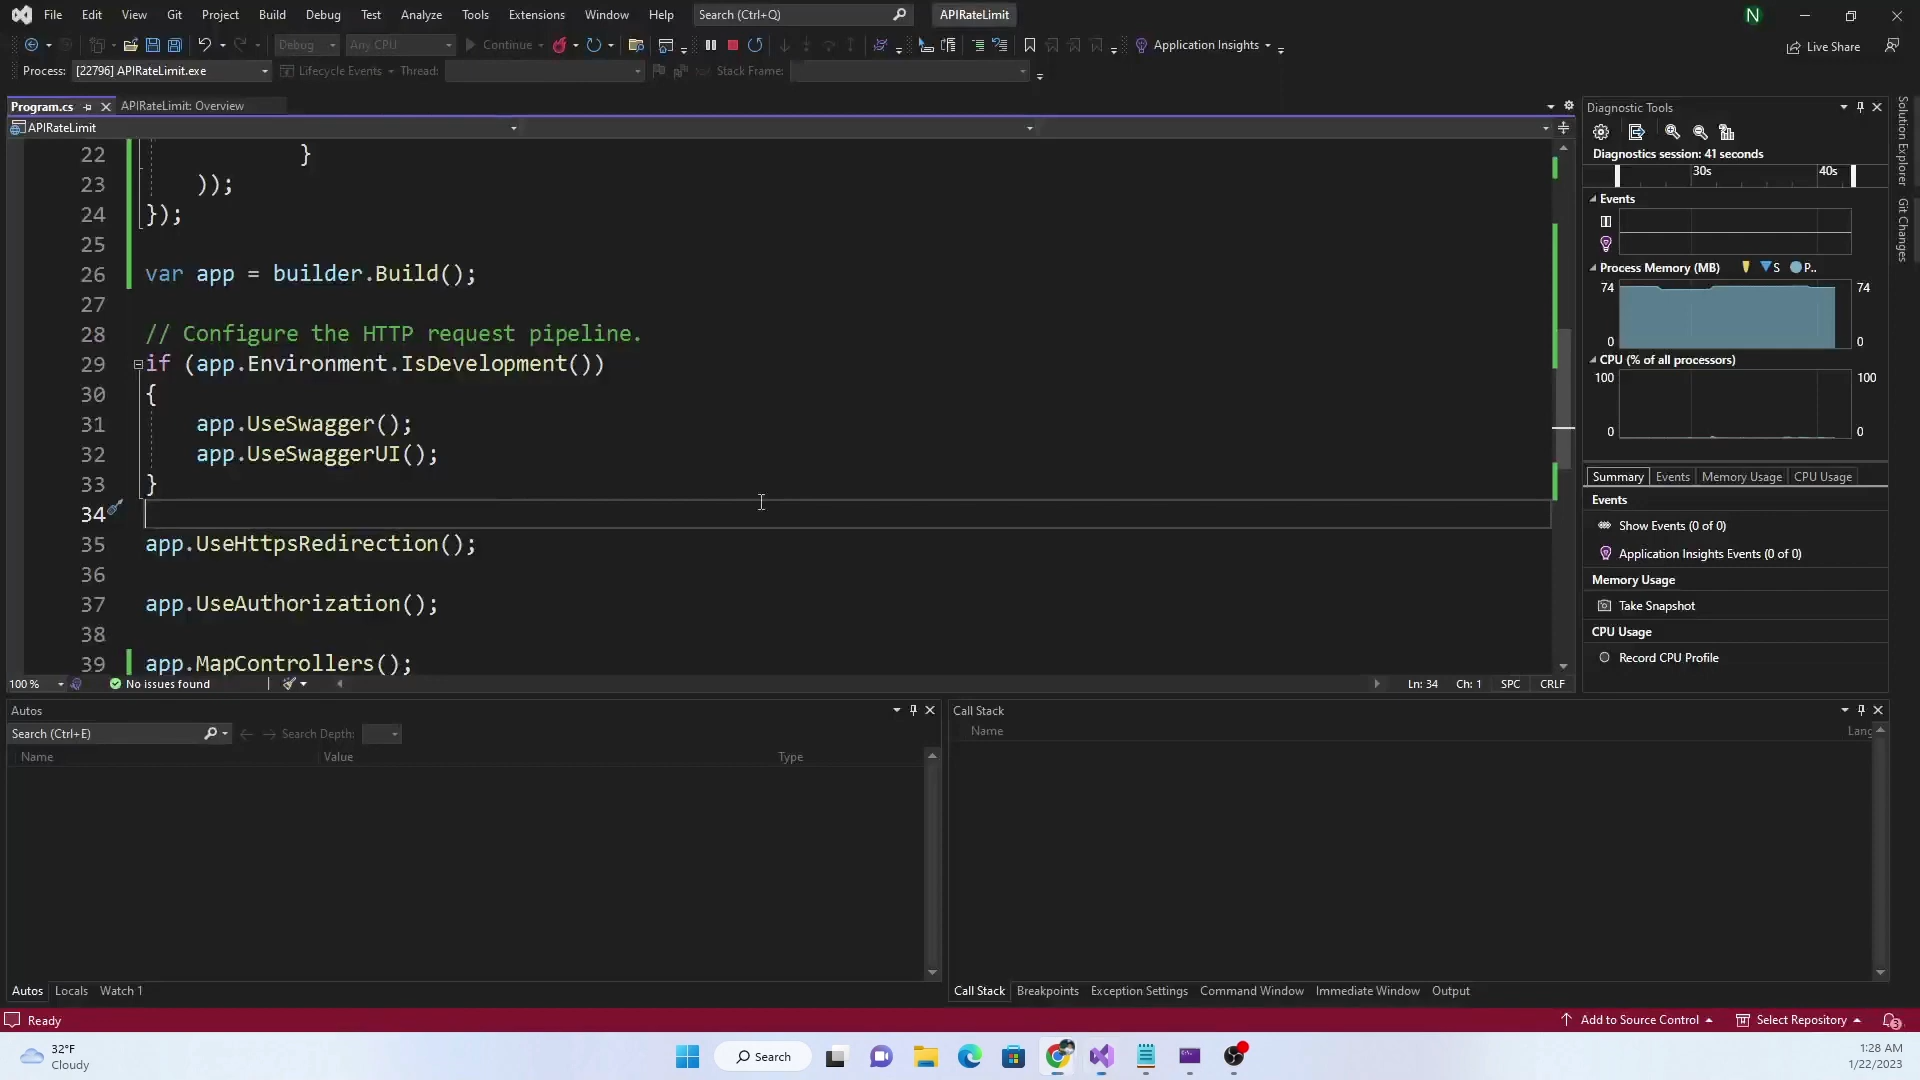 File Edit View Git Project Build Debug Test Analyze Tools Extensions Window Help Search (Ctrl+Q) APIRateLimit N
Debug Any CPU Continue Application Insights Live Share
Process: [22796] APIRateLimit.exe Lifecycle Events Thread: Stack Frame:
Program.cs APIRateLimit: Overview
APIRateLimit
22 }
23 ));
24 });
25
26 var app = builder.Build();
27
28 // Configure the HTTP request pipeline.
29 if (app.Environment.IsDevelopment())
30 {
31 app.UseSwagger();
32 app.UseSwaggerUI();
33 }
34
35 app.UseHttpsRedirection();
36
37 app.UseAuthorization();
38
39 app.MapControllers();
100 % No issues found Ln: 34 Ch: 1 SPC CRLF
Diagnostic Tools
Diagnostics session: 41 seconds
30s 40s
Events
Process Memory (MB) S P..
74 74
0 0
CPU (% of all processors)
100 100
0 0
Summary Events Memory Usage CPU Usage
Events
Show Events (0 of 0)
Application Insights Events (0 of 0)
Memory Usage
Take Snapshot
CPU Usage
Record CPU Profile
Solution Explorer
Git Changes
Autos
Search (Ctrl+E) Search Depth:
Name Value Type
Autos Locals Watch 1
Call Stack
Name Lang
Call Stack Breakpoints Exception Settings Command Window Immediate Window Output
Ready Add to Source Control Select Repository 3
32°F
Cloudy
Search
1:28 AM
1/22/2023